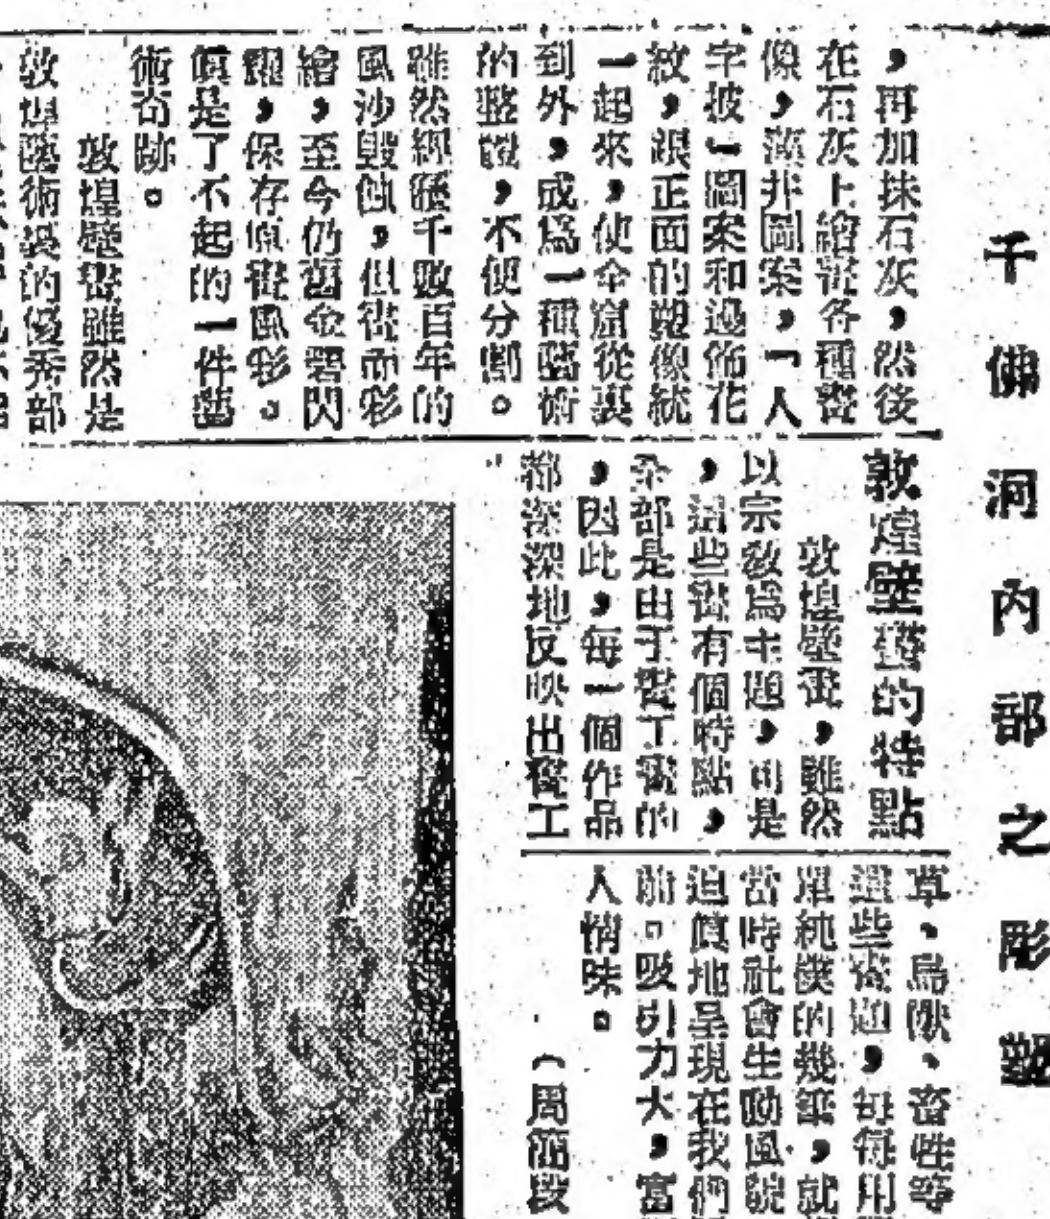 千佛洞內部之彫塑
，再加抹石灰，然後
在石灰上繪畫各種畫
像，藻井圖案，「人
字披」圖案和過佈花
紋，跟正面的塑像統
一起來，使全窟從裏
到外，成爲一種藝術
的整體，不便分割。
雖然經歷千數百年的
風沙毀蝕，但從而彩
繪，至今仍舊金碧閃
耀，保存原畫風彩。
眞是了不起的一件藝
術奇跡。
敦煌壁畫雖然是
敦煌藝術裏的優秀部
敦煌壁畫的特點
敦煌壁畫，雖然
以宗教爲主題，可是
，這些畫有個特點，
全部是由于畫工畫的
，因此，每一個作品
都深深地反映出畫工
草、鳥獸、畜牲等
這些畫題，每每用
單純樸的幾筆，就
當時社會生動風貌
迫眞地呈現在我們
前。吸引力大，富
人情味。
（周